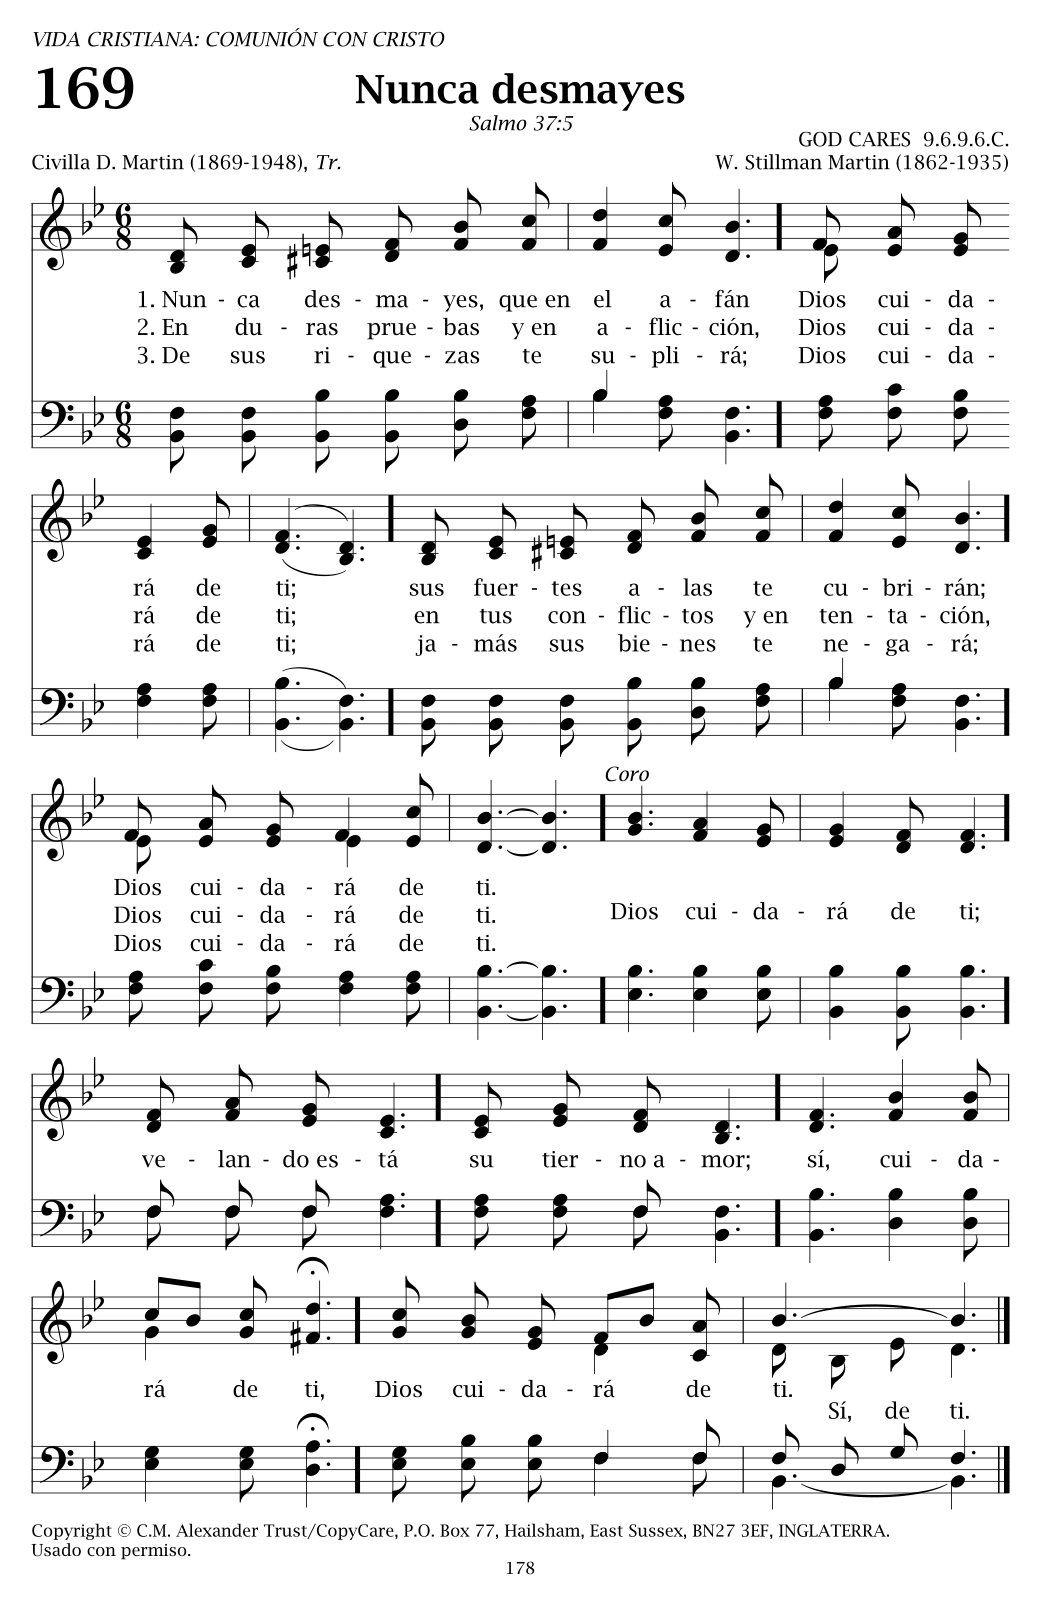 VIDA CRISTIANA: COMUNIÓN CON CRISTO
169
Nunca desmayes
Salmo 37:5
GOD CARES 9.6.9.6.C.
Civilla D. Martin (1869-1948), Tr.
W. Stillman Martin (1862-1935)
1. Nun - ca des - ma - yes, que en el a - fán Dios cui - da -
2. En du - ras prue - bas y en a - flic - ción, Dios cui - da -
3. De sus ri - que - zas te su - pli - rá; Dios cui - da -
rá de ti; sus fuer - tes a - las te cu - bri - rán;
rá de ti; en tus con - flic - tos y en ten - ta - ción,
rá de ti; ja - más sus bie - nes te ne - ga - rá;
Coro
Dios cui - da - rá de ti.
Dios cui - da - rá de ti. Dios cui - da - rá de ti;
Dios cui - da - rá de ti.
ve - lan - do es - tá su tier - no a - mor; sí, cui - da -
rá de ti, Dios cui - da - rá de ti.
Sí, de ti.
Copyright © C.M. Alexander Trust/CopyCare, P.O. Box 77, Hailsham, East Sussex, BN27 3EF, INGLATERRA.
Usado con permiso.
178